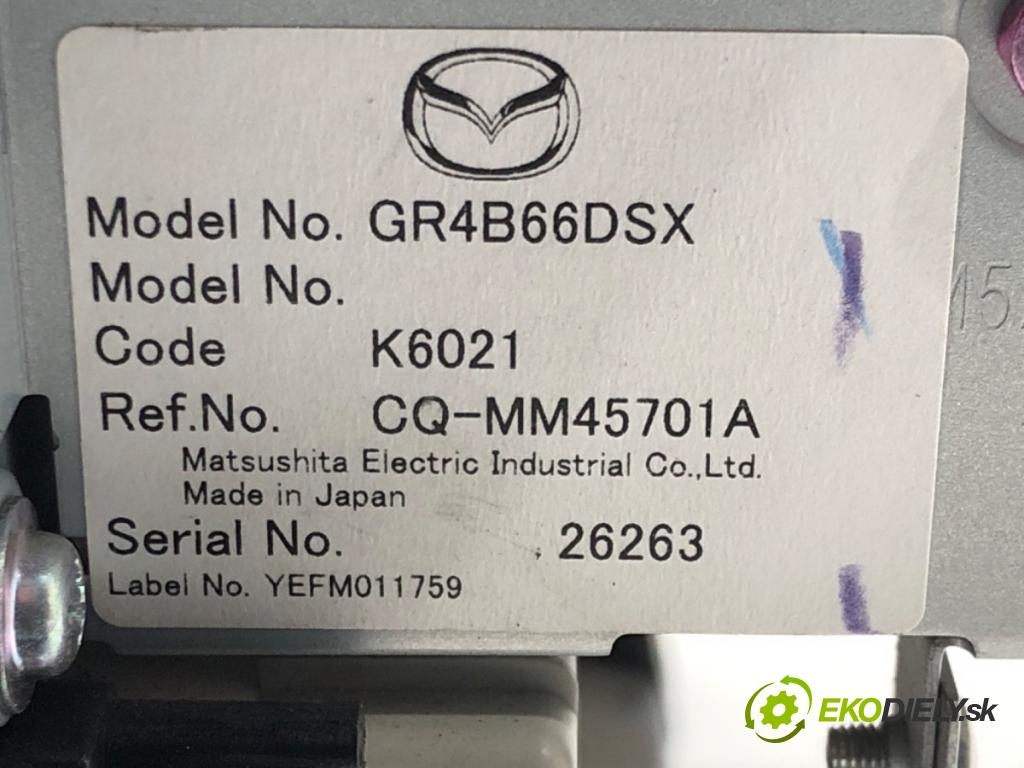 Model No. GR4B66DSX
Model No.
Code K6021
Ref.No. CQ-MM45701A
Matsushita Electric Industrial Co.,Ltd.
Made in Japan
Serial No. 26263
Label No. YEFM011759
EKODIELY.sk